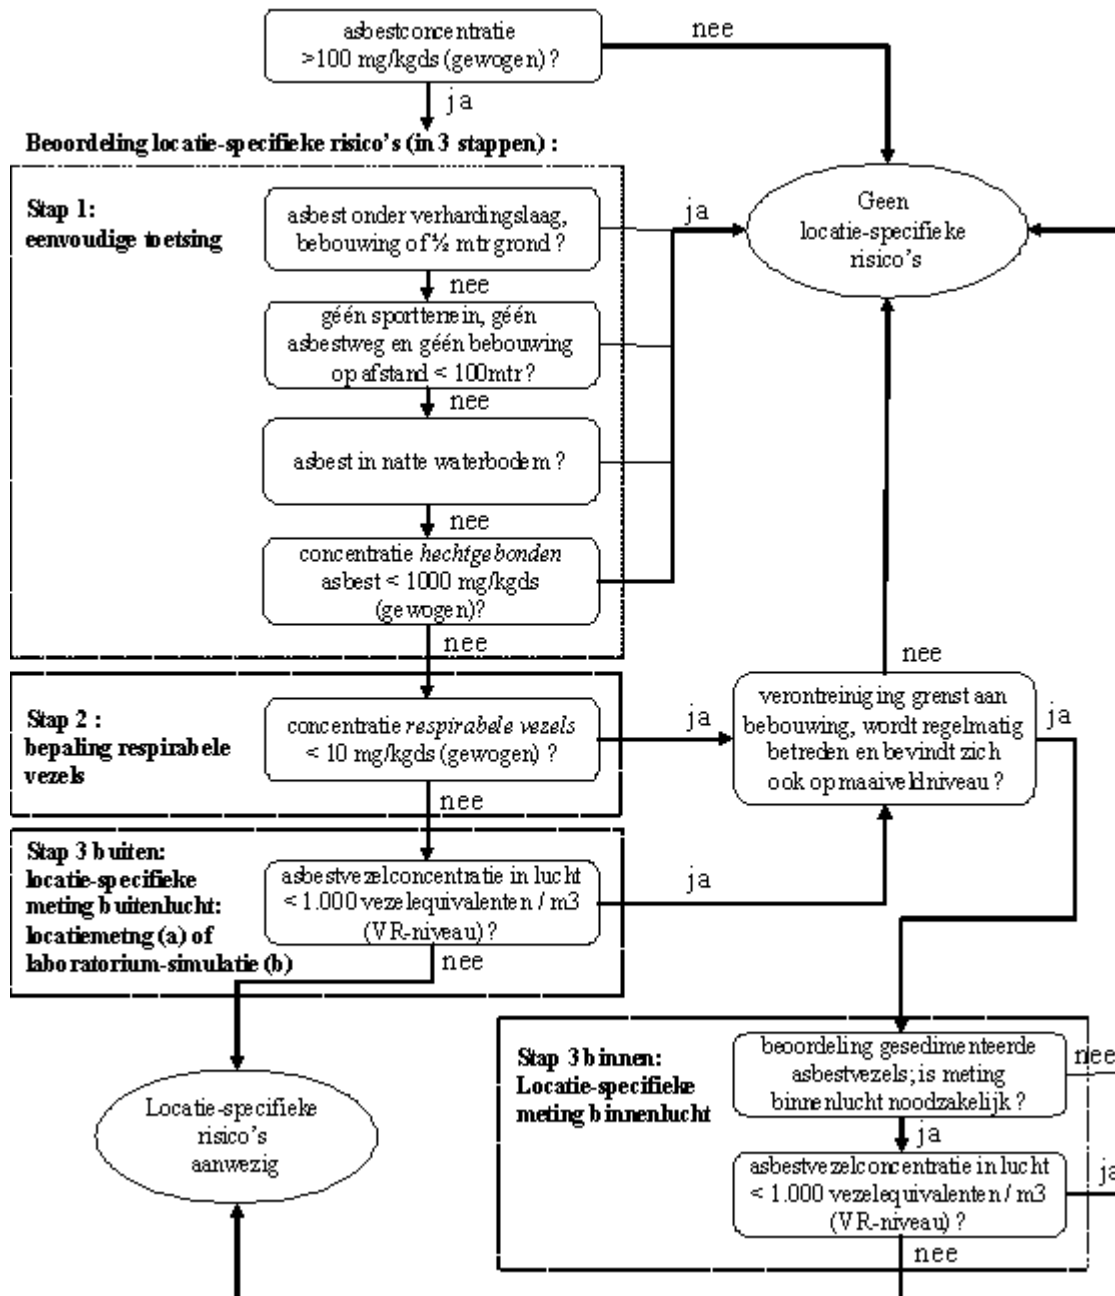 asbestconcentratie
>100 mg/kgds (gewogen) ?
nee
ja
Beoordeling locatie-specifieke risico's (in 3 stappen) :
Stap 1:
eenvoudige toetsing
asbest onder verhardingslaag,
bebouwing of ½ mtr grond ?
ja
Geen
locatie-specifieke
risico's
nee
géén sportterrein, géén
asbestweg en géén bebouwing
op afstand < 100mtr?
nee
asbest in natte waterbodem ?
nee
concentratie hechtgebonden
asbest < 1000 mg/kgds
(gewogen)?
nee
nee
Stap 2 :
bepaling respirabele
vezels
concentratie respirabele vezels
< 10 mg/kgds (gewogen) ?
ja
verontreiniging grenst aan
bebouwing, wordt regelmatig
betreden en bevindt zich
ook op maaiveldniveau ?
ja
nee
Stap 3 buiten:
locatie-specifieke
meting buitenlucht:
locatiemetng (a) of
laboratorium-simulatie (b)
asbestvezelconcentratie in lucht
< 1.000 vezelequivalenten / m3
(VR-niveau) ?
ja
nee
Locatie-specifieke
risico's
aanwezig
Stap 3 binnen:
Locatie-specifieke
meting binnenlucht
beoordeling gesedimenteerde
asbestvezels; is meting
binnenlucht noodzakelijk ?
nee
ja
asbestvezelconcentratie in lucht
< 1.000 vezelequivalenten / m3
(VR-niveau) ?
ja
nee